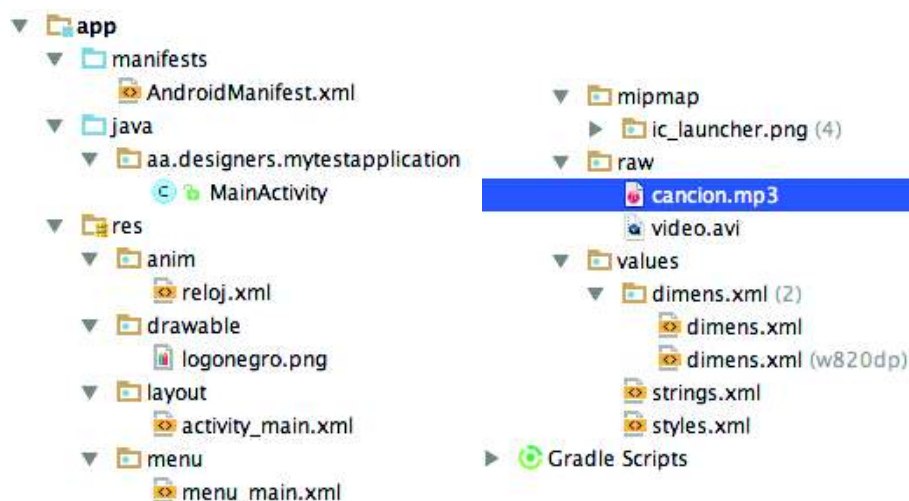 app
manifests
AndroidManifest.xml
java
aa.designers.mytestapplication
MainActivity
res
anim
reloj.xml
drawable
logonegro.png
layout
activity_main.xml
menu
menu_main.xml
mipmap
ic_launcher.png (4)
raw
cancion.mp3
video.avi
values
dimens.xml (2)
dimens.xml
dimens.xml (w820dp)
strings.xml
styles.xml
Gradle Scripts